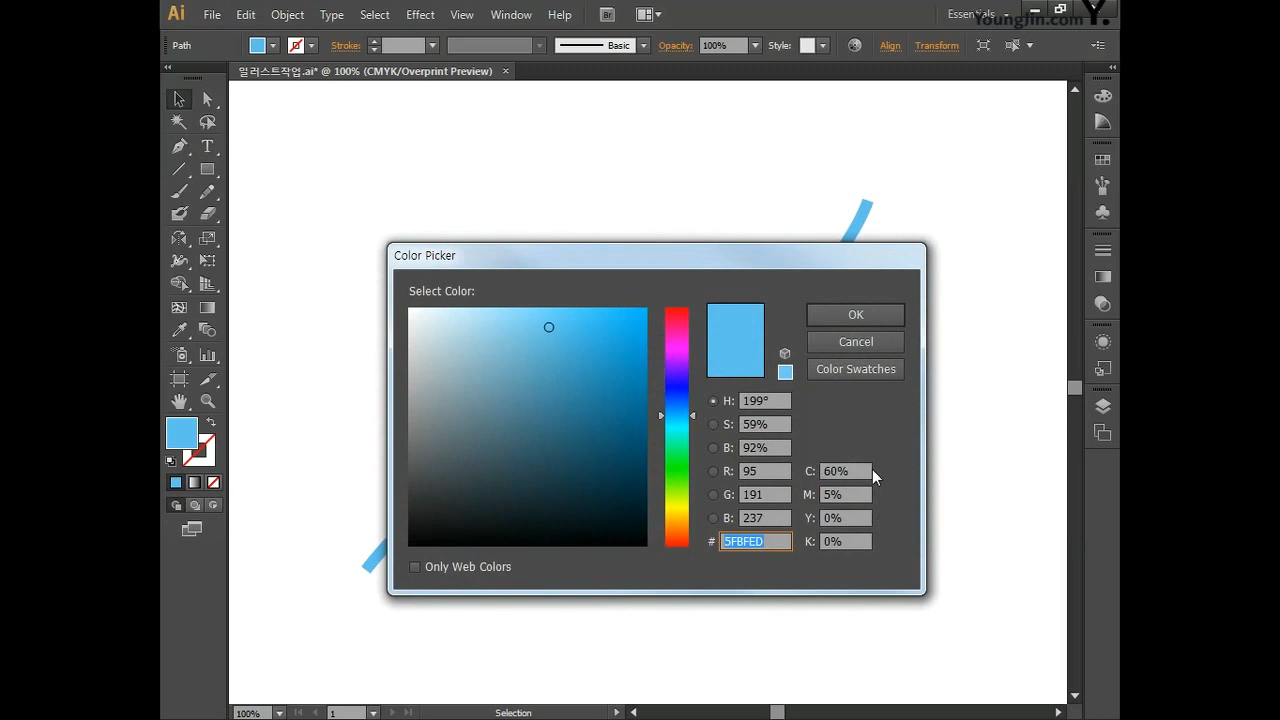 Ai File Edit Object Type Select Effect View Window Help Br Essentials
YoungJin.com Y.
Path Stroke: Basic Opacity: 100% Style: Align Transform
일러스트작업.ai* @ 100% (CMYK/Overprint Preview) ×
Color Picker
Select Color:
OK
Cancel
Color Swatches
H: 199°
S: 59%
B: 92%
R: 95 C: 60%
G: 191 M: 5%
B: 237 Y: 0%
# 5FBFED K: 0%
Only Web Colors
100% 1 Selection